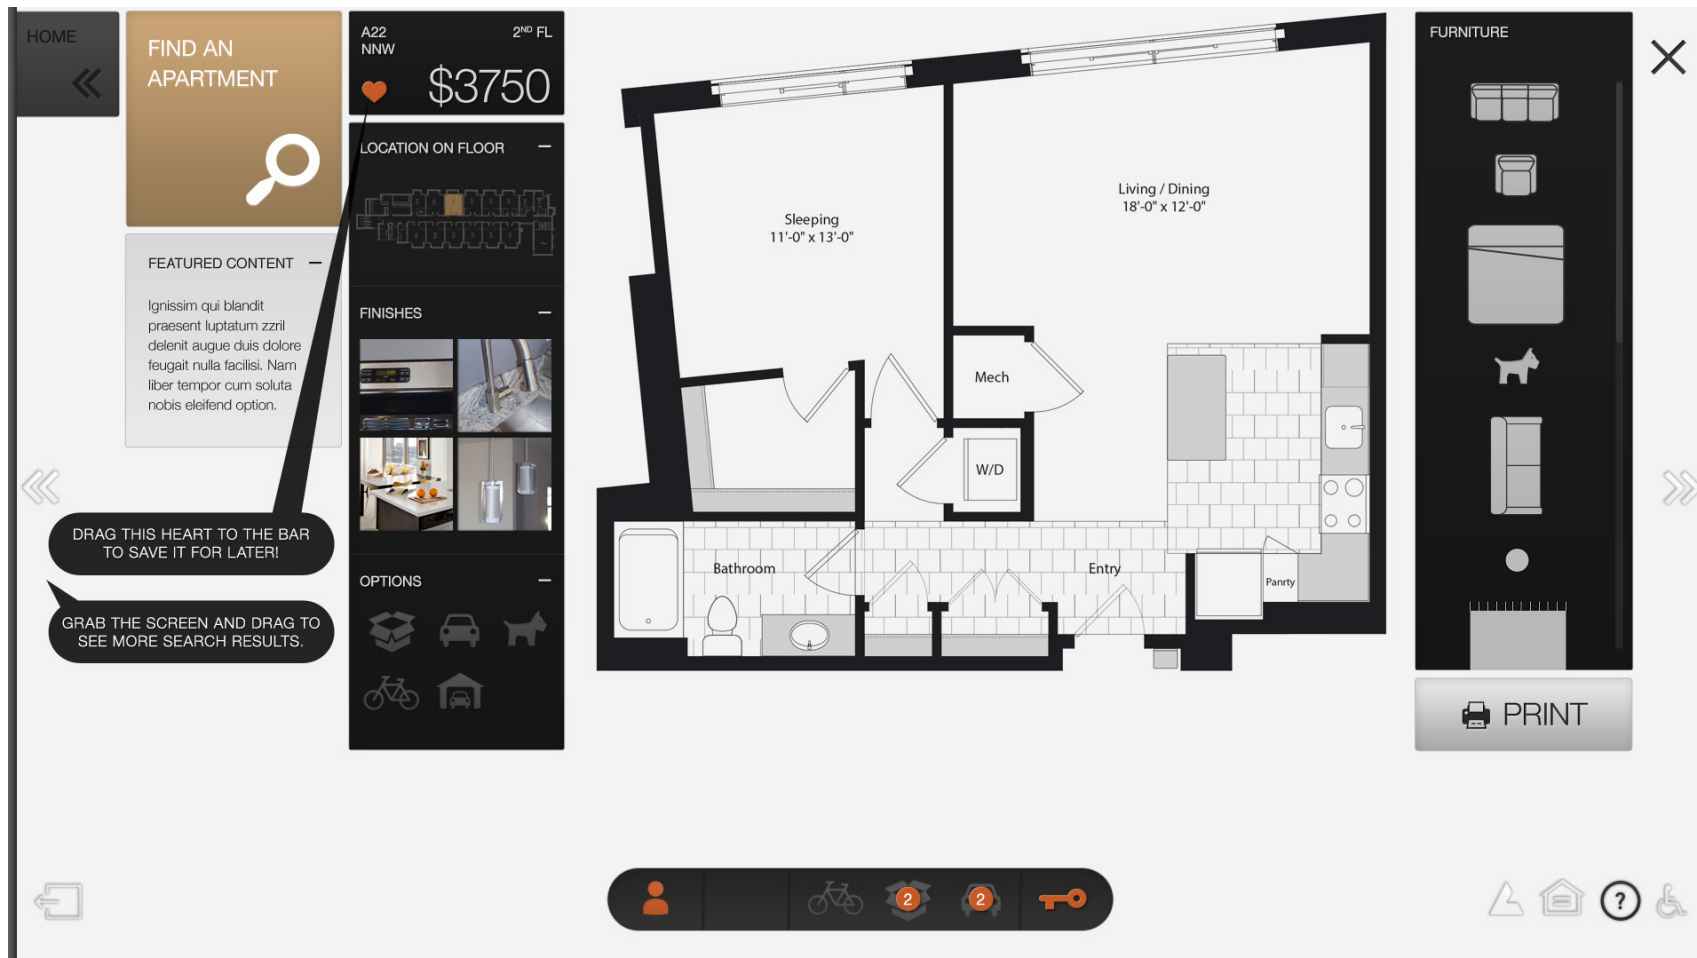 HOME
FIND AN
APARTMENT
A22
NNW
2ND FL
$3750
LOCATION ON FLOOR
FEATURED CONTENT
Ignissim qui blandit
praesent luptatum zzril
delenit augue duis dolore
feugait nulla facilisi. Nam
liber tempor cum soluta
nobis eleifend option.
FINISHES
DRAG THIS HEART TO THE BAR
TO SAVE IT FOR LATER!
GRAB THE SCREEN AND DRAG TO
SEE MORE SEARCH RESULTS.
OPTIONS
Sleeping
11'-0" x 13'-0"
Living / Dining
18'-0" x 12'-0"
Mech
W/D
Bathroom
Entry
Panrty
FURNITURE
PRINT
2
2
?